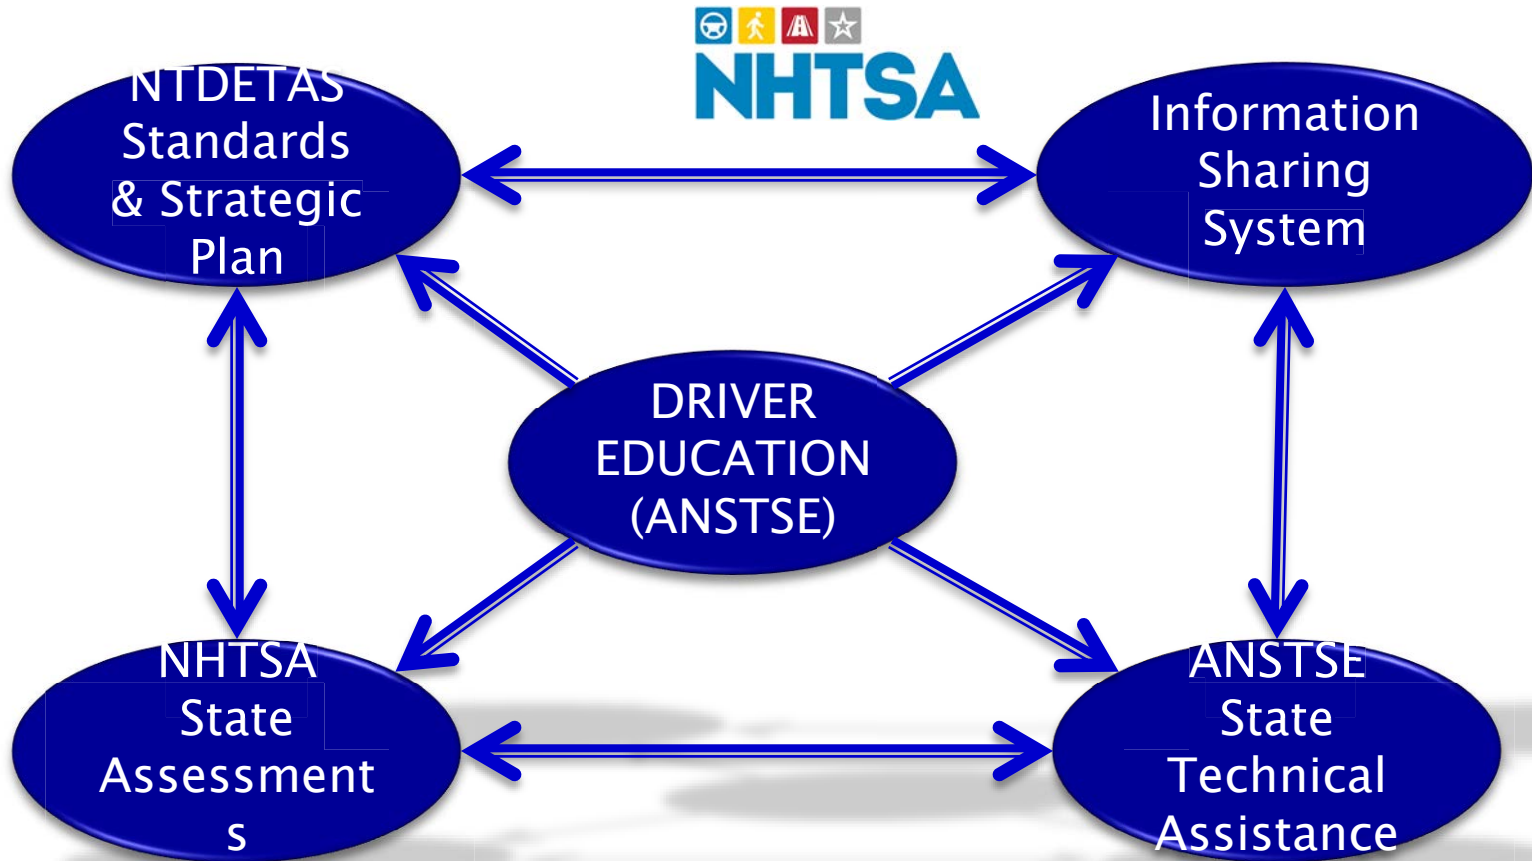 NHTSA
NTDETAS
Standards
& Strategic
Plan
Information
Sharing
System
DRIVER
EDUCATION
(ANSTSE)
NHTSA
State
Assessment
s
ANSTSE
State
Technical
Assistance